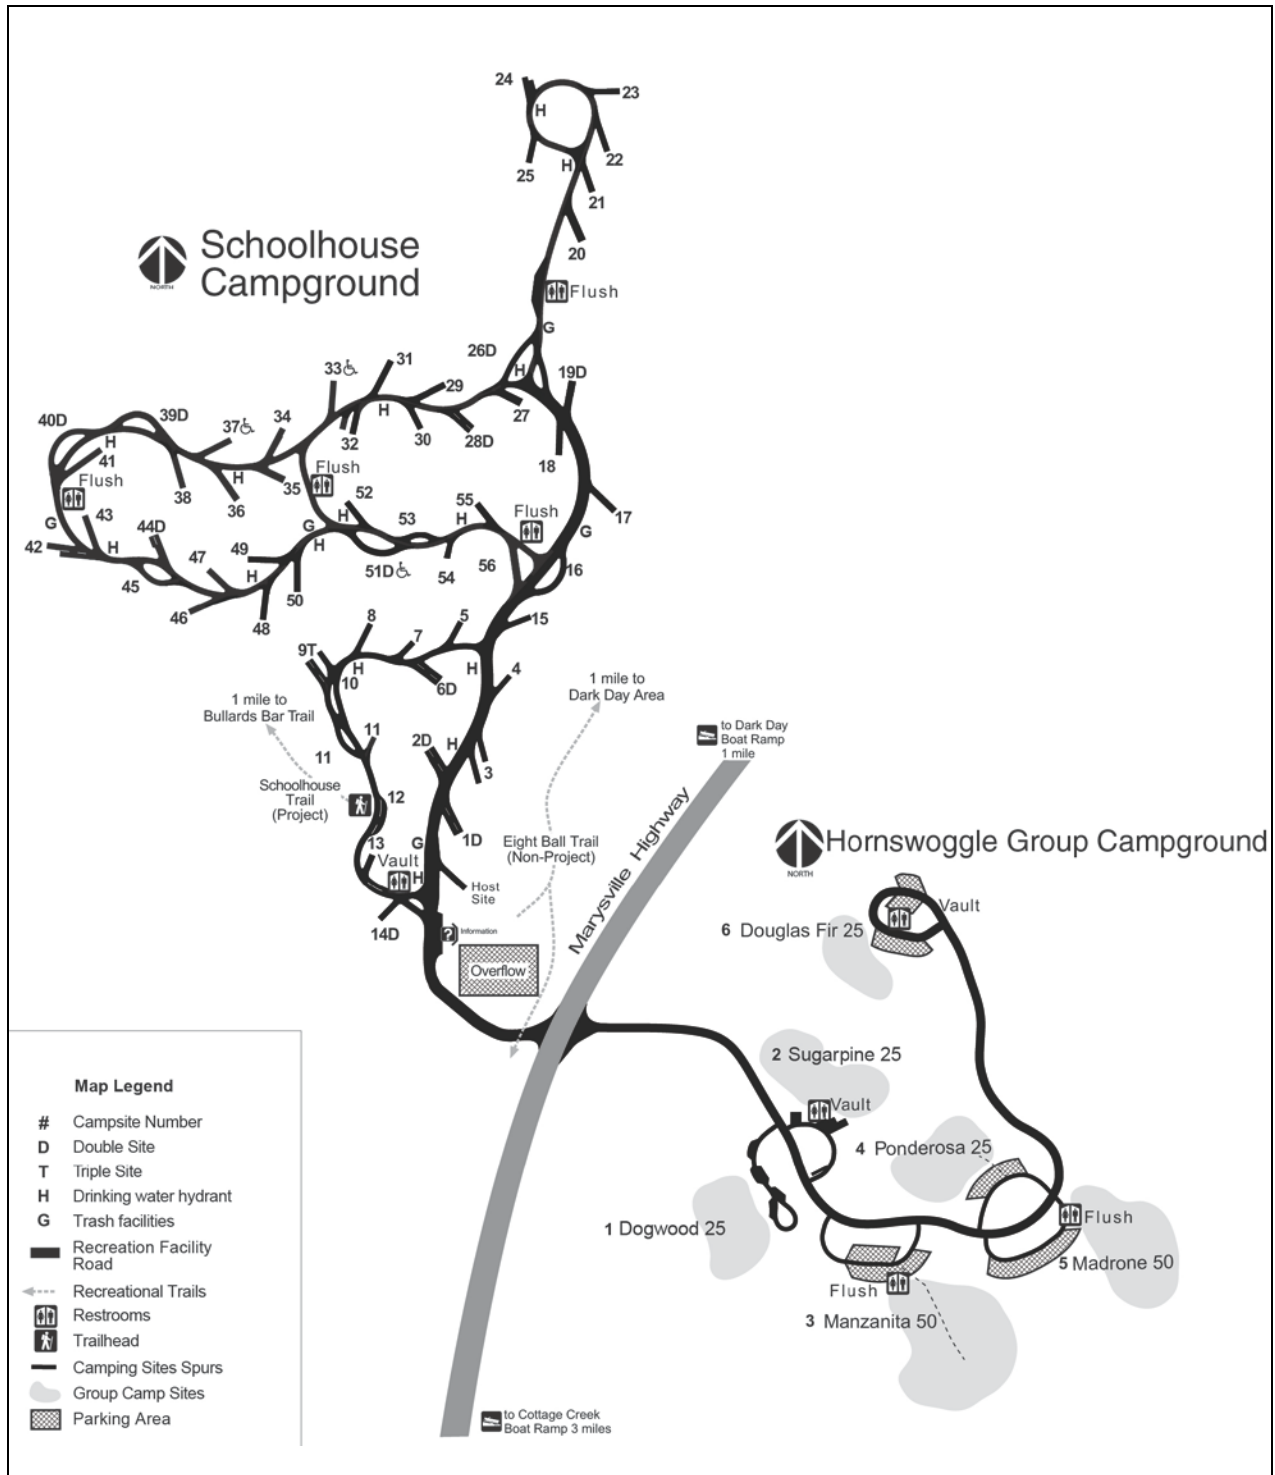 24
H
23
22
25
H
21
20
Schoolhouse
Campground
NORTH
Flush
G
26D
H
19D
33
31
29
H
27
32
30
28D
18
40D
39D
37
34
H
41
Flush
38
H
36
35
Flush
52
55
Flush
17
G
43
44D
G
H
53
H
G
42
H
49
H
47
45
H
51D
54
56
16
46
50
48
15
8
7
5
9T
H
H
4
10
6D
1 mile to
Dark Day Area
1 mile to
Bullards Bar Trail
11
2D
H
11
3
to Dark Day
Boat Ramp
1 mile
Schoolhouse
Trail
(Project)
12
13
G
1D
Eight Ball Trail
(Non-Project)
Marysville Highway
Vault
H
Host
Site
14D
Information
Overflow
Hornswoggle Group Campground
NORTH
Vault
6 Douglas Fir 25
2 Sugarpine 25
Vault
4 Ponderosa 25
1 Dogwood 25
Flush
5 Madrone 50
Flush
3 Manzanita 50
to Cottage Creek
Boat Ramp 3 miles
Map Legend
# Campsite Number
D Double Site
T Triple Site
H Drinking water hydrant
G Trash facilities
Recreation Facility
Road
Recreational Trails
Restrooms
Trailhead
Camping Sites Spurs
Group Camp Sites
Parking Area